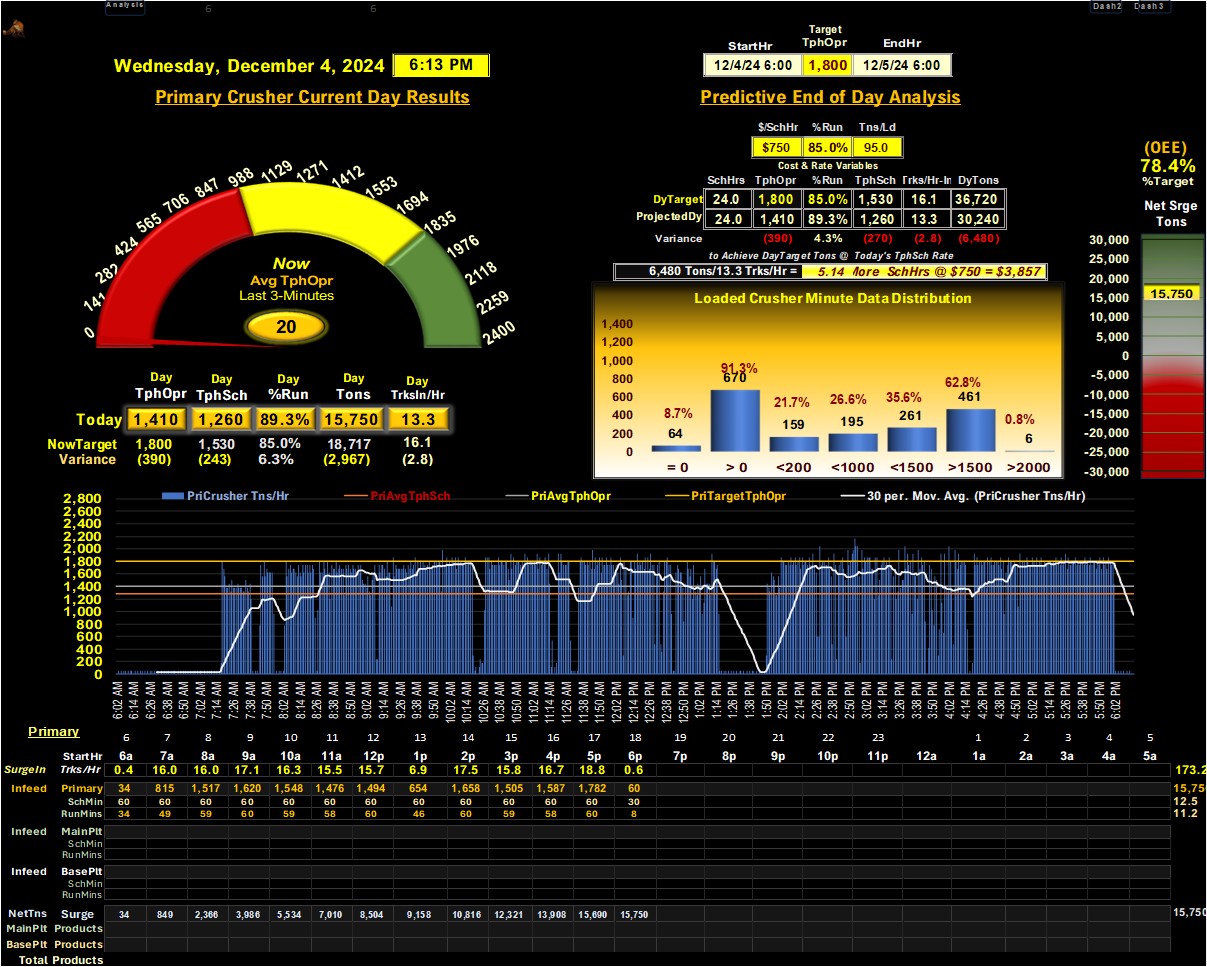 Analysis 6 6 Dash2 Dash3
Target
StartHr TphOpr EndHr
Wednesday, December 4, 2024 6:13 PM
12/4/24 6:00 1,800 12/5/24 6:00
Primary Crusher Current Day Results
Predictive End of Day Analysis
$/SchHr %Run Tns/Ld
$750 85.0% 95.0
Cost & Rate Variables
SchHrs TphOpr %Run TphSch Trks/Hr-In DyTons
DyTarget 24.0 1,800 85.0% 1,530 16.1 36,720
ProjectedDy 24.0 1,410 89.3% 1,260 13.3 30,240
Variance (390) 4.3% (270) (2.8) (6,480)
to Achieve DayTarget Tons @ Today's TphSch Rate
6,480 Tons/13.3 Trks/Hr = 5.14 More SchHrs @ $750 = $3,857
(OEE)
78.4%
%Target
Net Srge
Tons
30,000
25,000
20,000
15,750
15,000
10,000
5,000
0
-5,000
-10,000
-15,000
-20,000
-25,000
-30,000
0 141 282 424 565 706 847 988 1129 1271 1412 1553 1694 1835 1976 2118 2259 2400
Now
Avg TphOpr
Last 3-Minutes
20
Day Day Day Day Day
TphOpr TphSch %Run Tons TrksIn/Hr
Today 1,410 1,260 89.3% 15,750 13.3
NowTarget 1,800 1,530 85.0% 18,717 16.1
Variance (390) (243) 6.3% (2,967) (2.8)
Loaded Crusher Minute Data Distribution
1,400
1,200
1,000
800
600
400
200
0
8.7% 91.3% 21.7% 26.6% 35.6% 62.8% 0.8%
64 670 159 195 261 461 6
= 0 > 0 <200 <1000 <1500 >1500 >2000
PriCrusher Tns/Hr PriAvgTphSch PriAvgTphOpr PriTargetTphOpr 30 per. Mov. Avg. (PriCrusher Tns/Hr)
2,800
2,600
2,400
2,200
2,000
1,800
1,600
1,400
1,200
1,000
800
600
400
200
0
6:02 AM 6:14 AM 6:26 AM 6:38 AM 6:50 AM 7:02 AM 7:14 AM 7:26 AM 7:38 AM 7:50 AM 8:02 AM 8:14 AM 8:26 AM 8:38 AM 8:50 AM 9:02 AM 9:14 AM 9:26 AM 9:38 AM 9:50 AM 10:02 AM 10:14 AM 10:26 AM 10:38 AM 10:50 AM 11:02 AM 11:14 AM 11:26 AM 11:38 AM 11:50 AM 12:02 PM 12:14 PM 12:26 PM 12:38 PM 12:50 PM 1:02 PM 1:14 PM 1:26 PM 1:38 PM 1:50 PM 2:02 PM 2:14 PM 2:26 PM 2:38 PM 2:50 PM 3:02 PM 3:14 PM 3:26 PM 3:38 PM 3:50 PM 4:02 PM 4:14 PM 4:26 PM 4:38 PM 4:50 PM 5:02 PM 5:14 PM 5:26 PM 5:38 PM 5:50 PM 6:02 PM
Primary 6 7 8 9 10 11 12 13 14 15 16 17 18 19 20 21 22 23 1 2 3 4 5
StartHr 6a 7a 8a 9a 10a 11a 12p 1p 2p 3p 4p 5p 6p 7p 8p 9p 10p 11p 12a 1a 2a 3a 4a 5a
SurgeIn Trks/Hr 0.4 16.0 16.0 17.1 16.3 15.5 15.7 6.9 17.5 15.8 16.7 18.8 0.6 173.2
Infeed Primary 34 815 1,517 1,620 1,548 1,476 1,494 654 1,658 1,505 1,587 1,782 60 15,750
SchMin 60 60 60 60 60 60 60 60 60 60 60 60 30 12.5
RunMins 34 49 59 60 59 58 60 46 60 59 58 60 8 11.2
Infeed MainPlt
SchMin
RunMins
Infeed BasePlt
SchMin
RunMins
NetTns Surge 34 849 2,366 3,986 5,534 7,010 8,504 9,158 10,816 12,321 13,908 15,690 15,750 15,750
MainPlt Products
BasePlt Products
Total Products